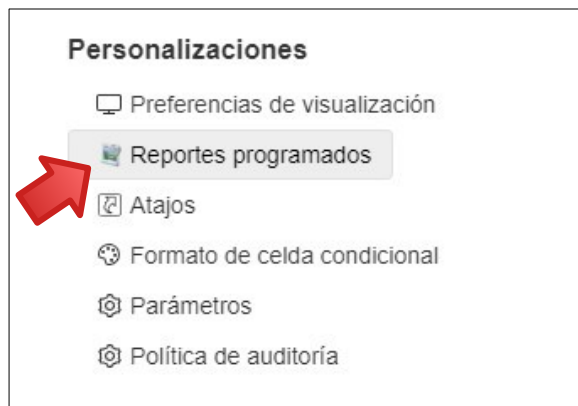 Personalizaciones
Preferencias de visualización
Reportes programados
Atajos
Formato de celda condicional
Parámetros
Política de auditoría